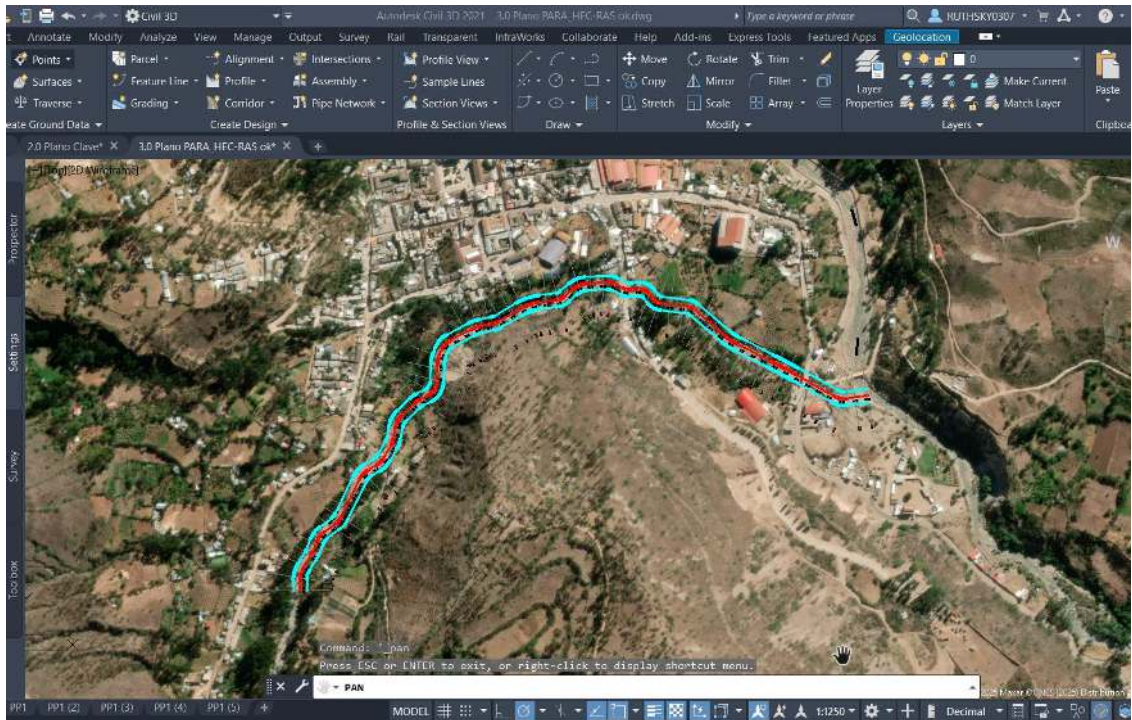 Civil 3D
Autodesk Civil 3D 2021 3.0 Plano PARA_HEC-RAS ok.dwg
Type a keyword or phrase
RUTHSKY0307
Annotate Modify Analyze View Manage Output Survey Rail Transparent InfraWorks Collaborate Help Add-ins Express Tools Featured Apps Geolocation
Points Parcel Alignment Intersections Profile View Move Rotate Trim 0
Surfaces Feature Line Profile Assembly Sample Lines Copy Mirror Fillet Make Current
Traverse Grading Corridor Pipe Network Section Views Stretch Scale Array Match Layer
Layer Properties
Paste
eate Ground Data Create Design Profile & Section Views Draw Modify Layers Clipboa
2.0 Plano Clave* 3.0 Plano PARA_HEC-RAS ok*
[-][Top][2D Wireframe]
Prospector
Settings
Survey
Toolbox
W
Command: '_pan
Press ESC or ENTER to exit, or right-click to display shortcut menu.
PAN
PP1 PP1 (2) PP1 (3) PP1 (4) PP1 (5)
MODEL 1:1250 Decimal